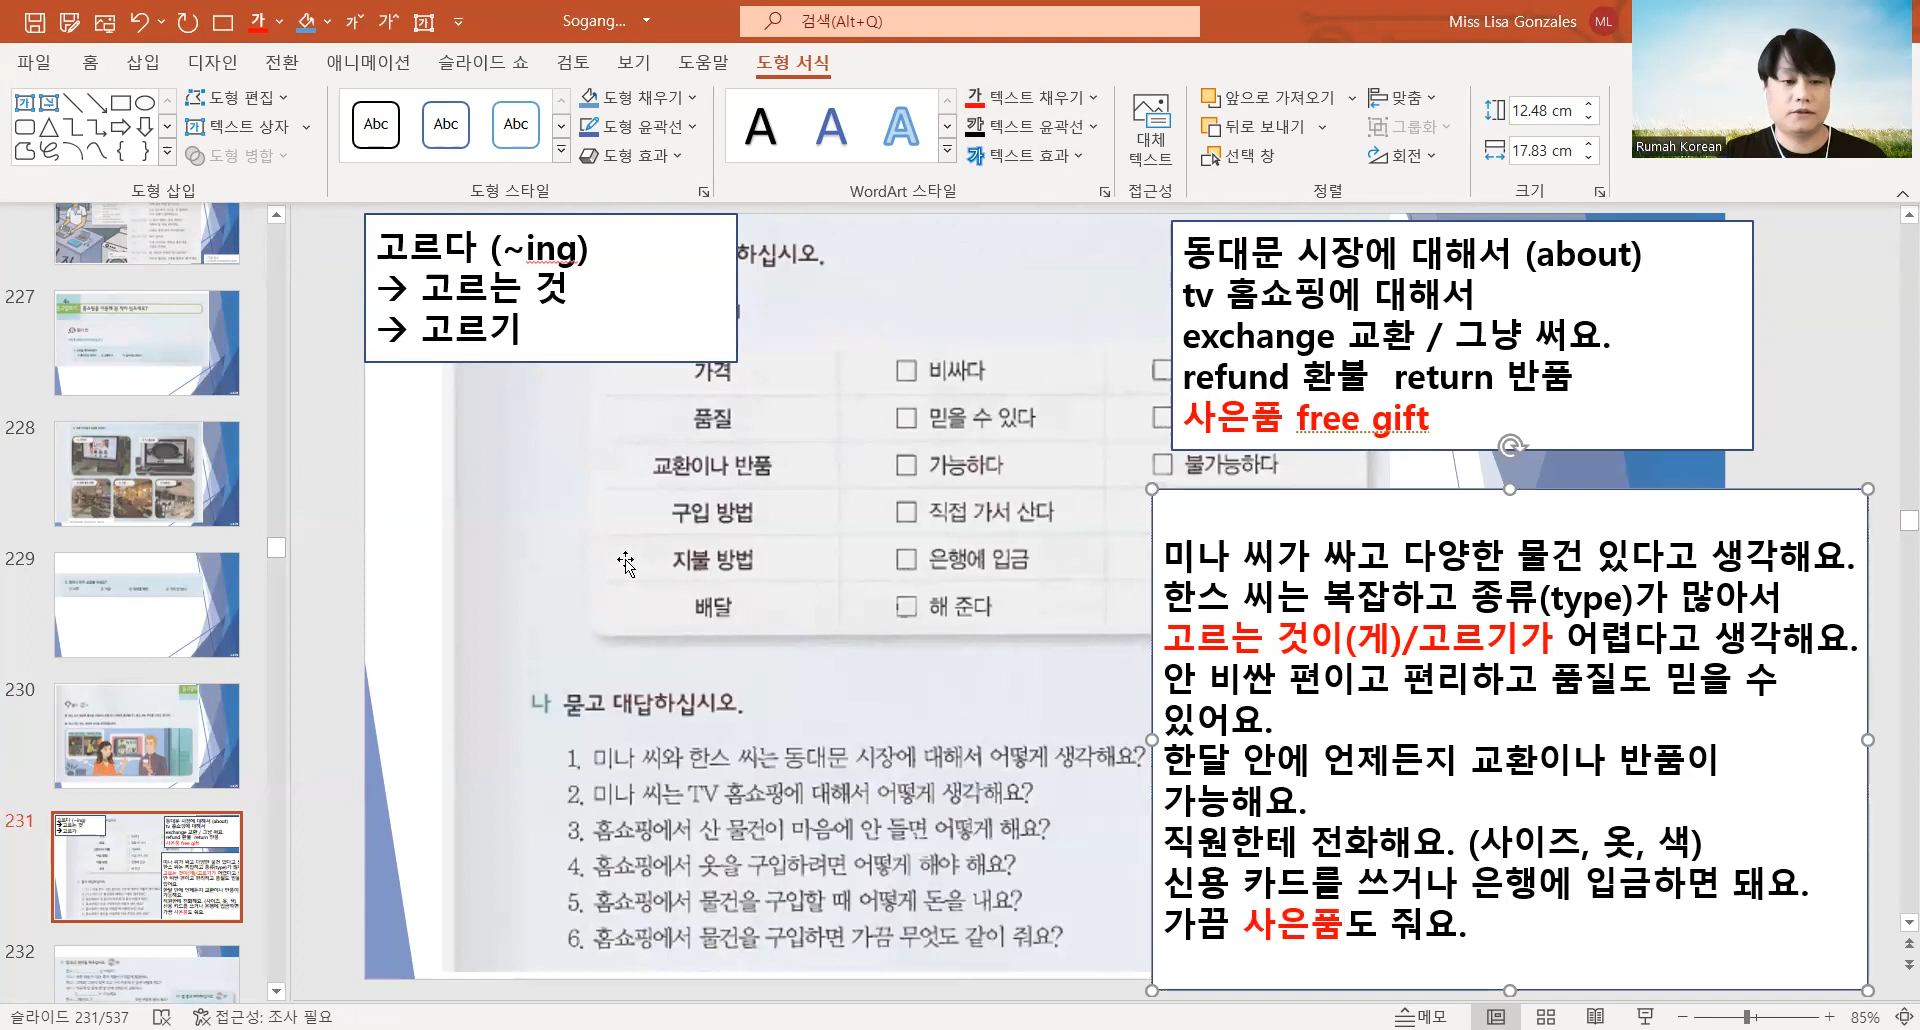 Sogang...
검색(Alt+Q)
Miss Lisa Gonzales
ML
파일 홈 삽입 디자인 전환 애니메이션 슬라이드 쇼 검토 보기 도움말 도형 서식
도형 편집
텍스트 상자
도형 병합
도형 삽입
Abc Abc Abc
도형 채우기
도형 윤곽선
도형 효과
도형 스타일
A A A
텍스트 채우기
텍스트 윤곽선
텍스트 효과
WordArt 스타일
대체
텍스트
접근성
앞으로 가져오기
뒤로 보내기
선택 창
맞춤
그룹화
회전
정렬
12.48 cm
17.83 cm
크기
Rumah Korean
227
228
229
230
231
232
고르다 (~ing)
→ 고르는 것
→ 고르기
하십시오.
동대문 시장에 대해서 (about)
tv 홈쇼핑에 대해서
exchange 교환 / 그냥 써요.
refund 환불 return 반품
사은품 free gift
가격 □ 비싸다 □
품질 □ 믿을 수 있다 □
교환이나 반품 □ 가능하다 □ 불가능하다
구입 방법 □ 직접 가서 산다
지불 방법 □ 은행에 입금
배달 □ 해 준다
나 묻고 대답하십시오.
1. 미나 씨와 한스 씨는 동대문 시장에 대해서 어떻게 생각해요?
2. 미나 씨는 TV 홈쇼핑에 대해서 어떻게 생각해요?
3. 홈쇼핑에서 산 물건이 마음에 안 들면 어떻게 해요?
4. 홈쇼핑에서 옷을 구입하려면 어떻게 해야 해요?
5. 홈쇼핑에서 물건을 구입할 때 어떻게 돈을 내요?
6. 홈쇼핑에서 물건을 구입하면 가끔 무엇도 같이 줘요?
미나 씨가 싸고 다양한 물건 있다고 생각해요.
한스 씨는 복잡하고 종류(type)가 많아서
고르는 것이(게)/고르기가 어렵다고 생각해요.
안 비싼 편이고 편리하고 품질도 믿을 수
있어요.
한달 안에 언제든지 교환이나 반품이
가능해요.
직원한테 전화해요. (사이즈, 옷, 색)
신용 카드를 쓰거나 은행에 입금하면 돼요.
가끔 사은품도 줘요.
슬라이드 231/537
접근성: 조사 필요
메모
85%